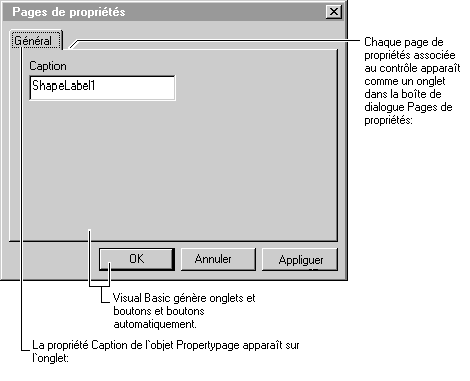 Pages de propriétés
Général
Caption
ShapeLabel1
OK
Annuler
Appliquer
Chaque page de
propriétés associée
au contrôle apparaît
comme un onglet
dans la boîte de
dialogue Pages de
propriétés:
Visual Basic génère onglets et
boutons et boutons
automatiquement.
La propriété Caption de l`objet Propertypage apparaît sur
l`onglet: